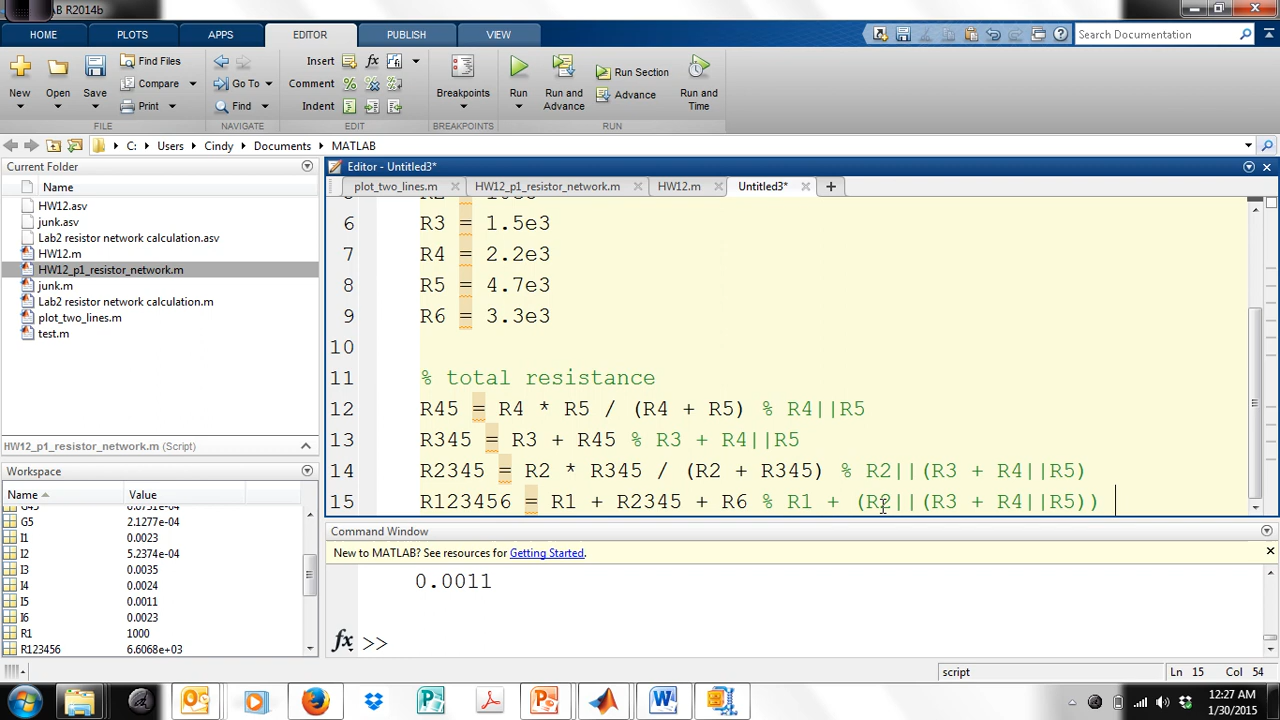 AB R2014b
HOME PLOTS APPS EDITOR PUBLISH VIEW
Search Documentation
New Open Save Find Files Compare Print
Go To Find
Insert Comment Indent
Breakpoints
Run Run and Advance Run Section Advance Run and Time
FILE NAVIGATE EDIT BREAKPOINTS RUN
C: Users Cindy Documents MATLAB
Current Folder
Name
HW12.asv
junk.asv
Lab2 resistor network calculation.asv
HW12.m
HW12_p1_resistor_network.m
junk.m
Lab2 resistor network calculation.m
plot_two_lines.m
test.m
HW12_p1_resistor_network.m (Script)
Workspace
Name Value
G5 2.1277e-04
I1 0.0023
I2 5.2374e-04
I3 0.0035
I4 0.0024
I5 0.0011
I6 0.0023
R1 1000
R123456 6.6068e+03
Editor - Untitled3*
plot_two_lines.m HW12_p1_resistor_network.m HW12.m Untitled3*
6 R3 = 1.5e3
7 R4 = 2.2e3
8 R5 = 4.7e3
9 R6 = 3.3e3
10
11 % total resistance
12 R45 = R4 * R5 / (R4 + R5) % R4||R5
13 R345 = R3 + R45 % R3 + R4||R5
14 R2345 = R2 * R345 / (R2 + R345) % R2||(R3 + R4||R5)
15 R123456 = R1 + R2345 + R6 % R1 + (R2||(R3 + R4||R5))
Command Window
New to MATLAB? See resources for Getting Started.
0.0011
fx >>
script Ln 15 Col 54
12:27 AM
1/30/2015